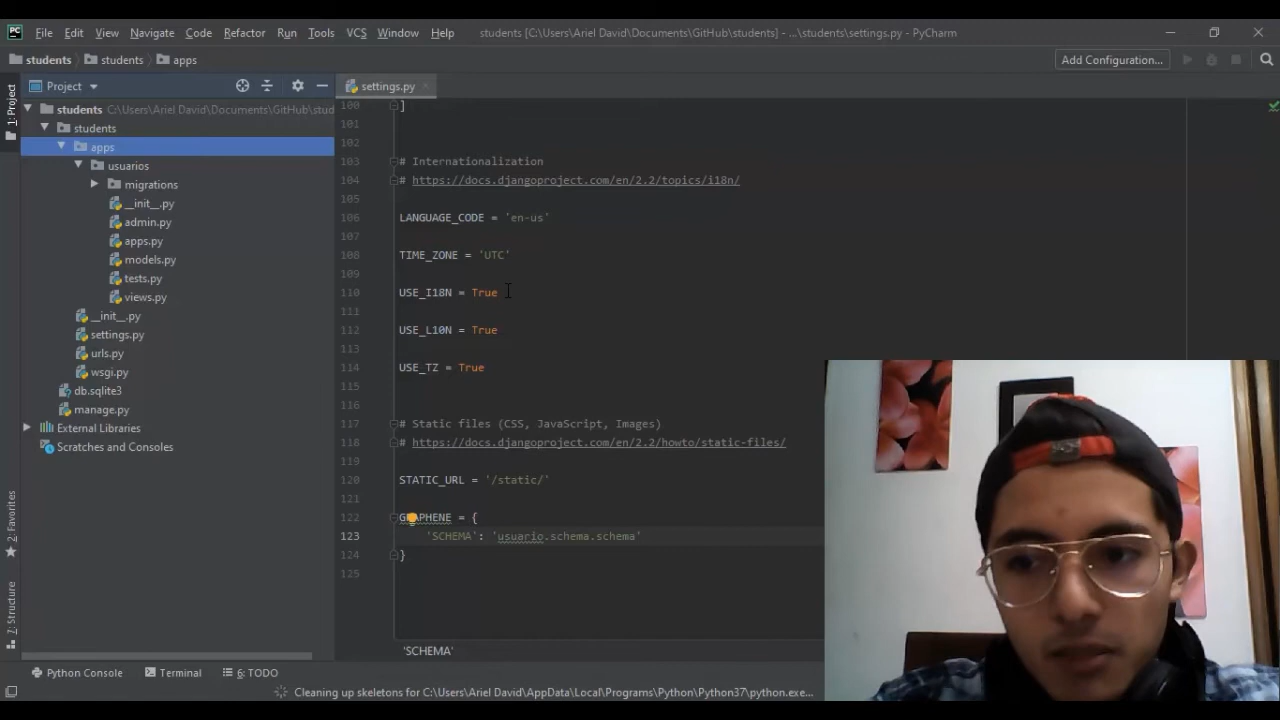 PC File Edit View Navigate Code Refactor Run Tools VCS Window Help students [C:\Users\Ariel David\Documents\GitHub\students] - ...\students\settings.py - PyCharm
students students apps Add Configuration...
Project settings.py
1: Project
students C:\Users\Ariel David\Documents\GitHub\stud
students
apps
usuarios
migrations
__init__.py
admin.py
apps.py
models.py
tests.py
views.py
__init__.py
settings.py
urls.py
wsgi.py
db.sqlite3
manage.py
External Libraries
Scratches and Consoles
2: Favorites
7: Structure
100 ]
101
102
103 # Internationalization
104 # https://docs.djangoproject.com/en/2.2/topics/i18n/
105
106 LANGUAGE_CODE = 'en-us'
107
108 TIME_ZONE = 'UTC'
109
110 USE_I18N = True
111
112 USE_L10N = True
113
114 USE_TZ = True
115
116
117 # Static files (CSS, JavaScript, Images)
118 # https://docs.djangoproject.com/en/2.2/howto/static-files/
119
120 STATIC_URL = '/static/'
121
122 GRAPHENE = {
123 'SCHEMA': 'usuario.schema.schema'
124 }
125
'SCHEMA'
Python Console Terminal 6: TODO
Cleaning up skeletons for C:\Users\Ariel David\AppData\Local\Programs\Python\Python37\python.exe...